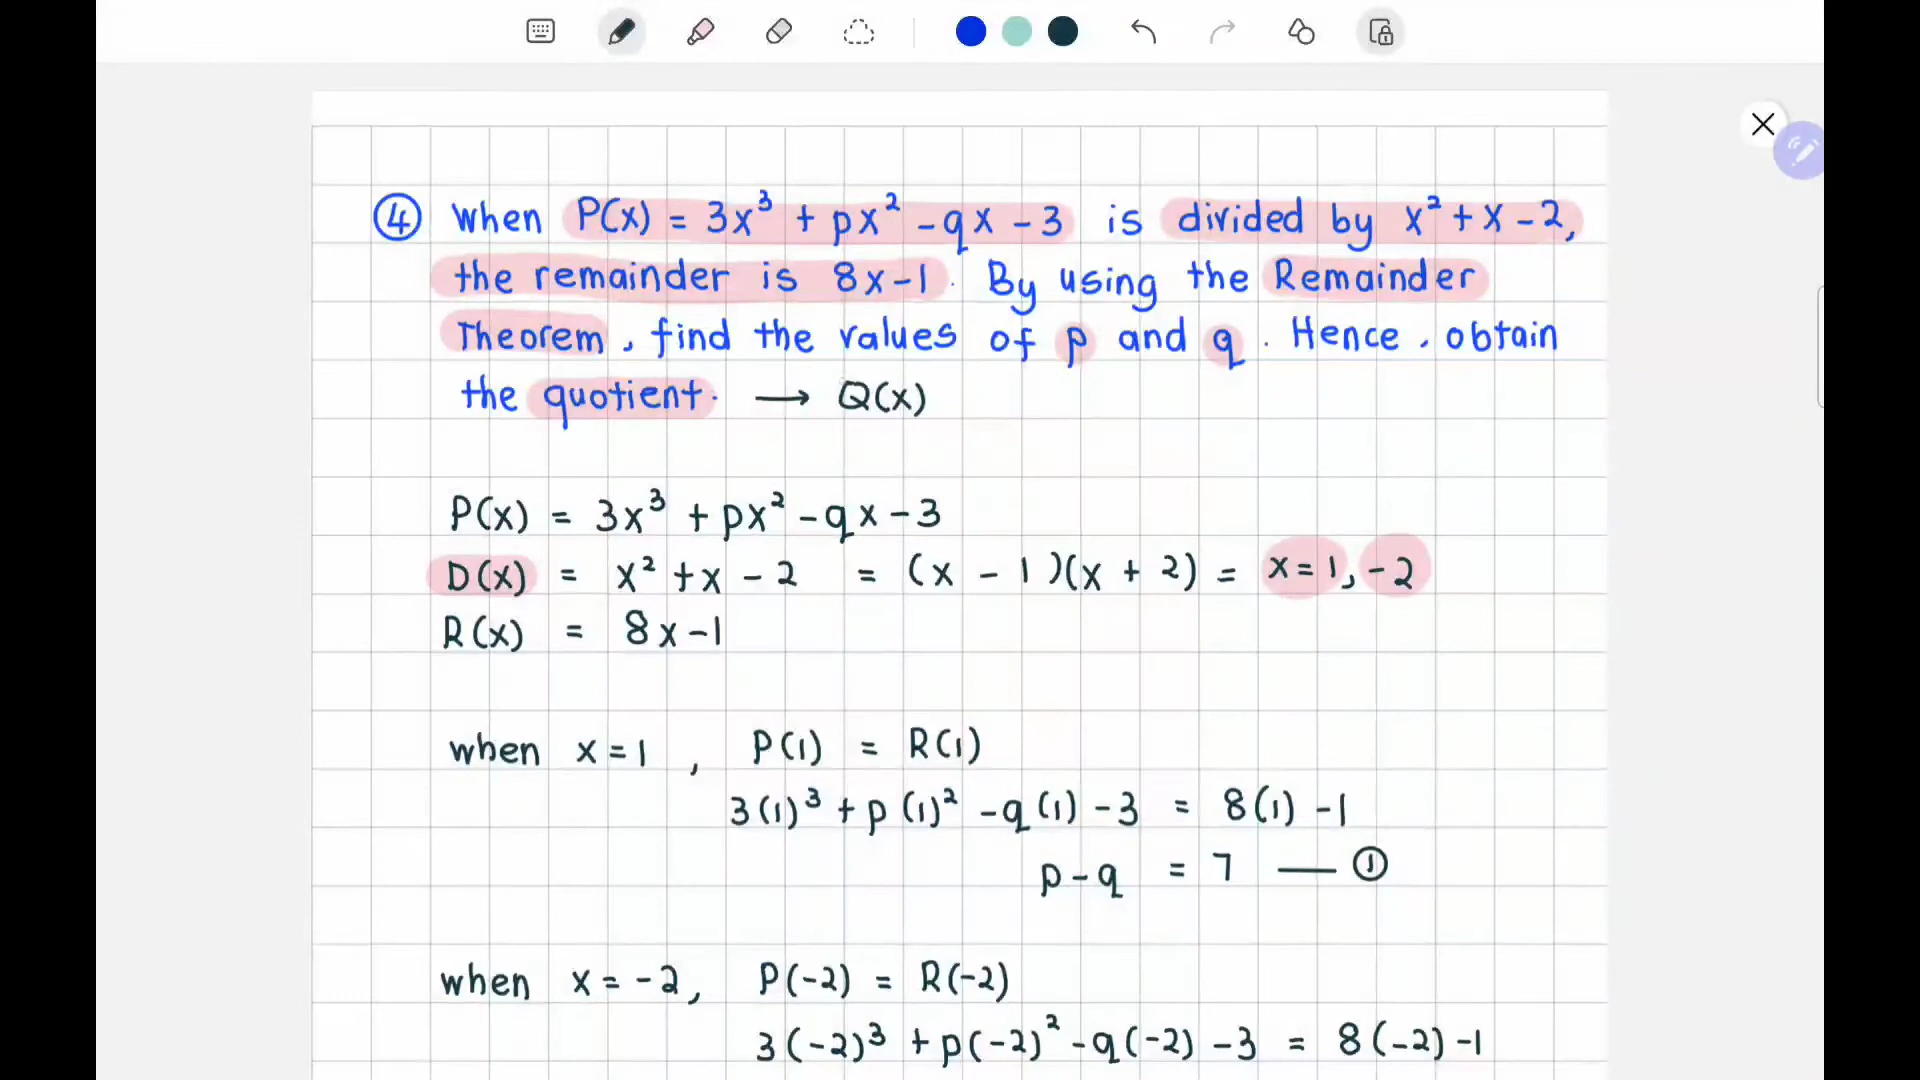 ④ When P(x) = 3x³ + px² - qx - 3 is divided by x² + x - 2,
the remainder is 8x-1. By using the Remainder
Theorem, find the values of p and q. Hence, obtain
the quotient. → Q(x)
P(x) = 3x³ + px² - qx - 3
D(x) = x² + x - 2 = (x - 1)(x + 2) = x = 1, -2
R(x) = 8x-1
when x = 1, P(1) = R(1)
3(1)³ + p(1)² - q(1) - 3 = 8(1) - 1
p - q = 7 — ①
when x = -2, P(-2) = R(-2)
3(-2)³ + p(-2)² - q(-2) - 3 = 8(-2) - 1